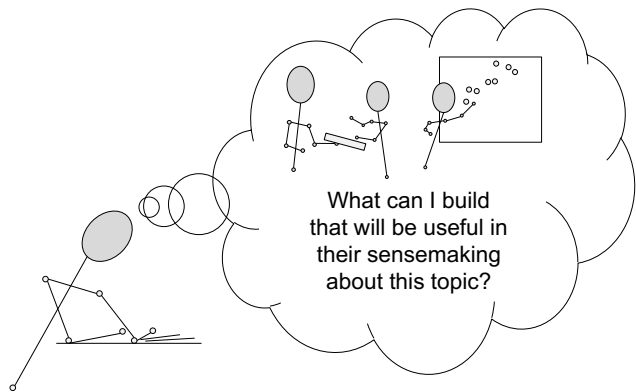 What can I build
that will be useful in
their sensemaking
about this topic?